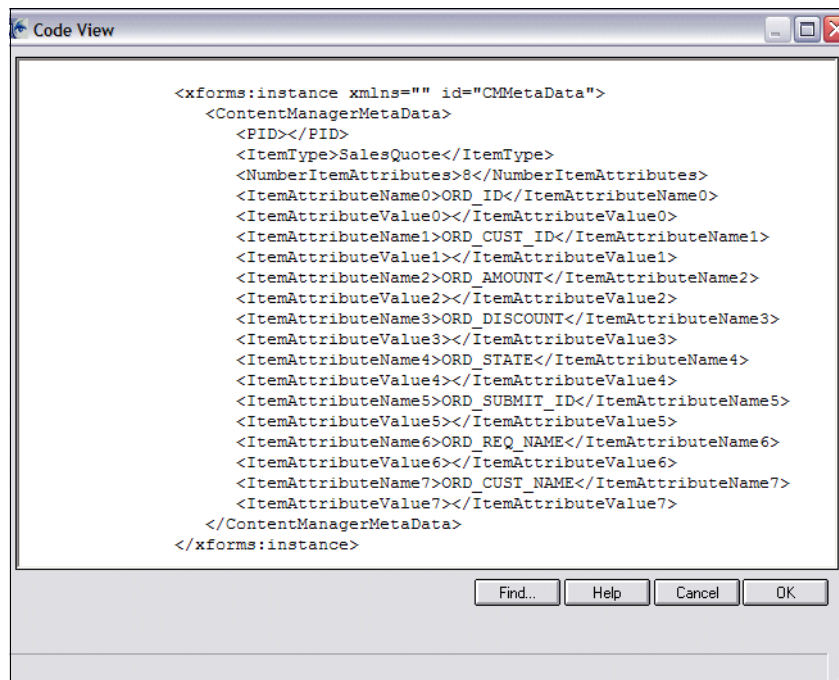 Code View
<xforms:instance xmlns="" id="CMMetaData">
<ContentManagerMetaData>
<PID></PID>
<ItemType>SalesQuote</ItemType>
<NumberItemAttributes>8</NumberItemAttributes>
<ItemAttributeName0>ORD_ID</ItemAttributeName0>
<ItemAttributeValue0></ItemAttributeValue0>
<ItemAttributeName1>ORD_CUST_ID</ItemAttributeName1>
<ItemAttributeValue1></ItemAttributeValue1>
<ItemAttributeName2>ORD_AMOUNT</ItemAttributeName2>
<ItemAttributeValue2></ItemAttributeValue2>
<ItemAttributeName3>ORD_DISCOUNT</ItemAttributeName3>
<ItemAttributeValue3></ItemAttributeValue3>
<ItemAttributeName4>ORD_STATE</ItemAttributeName4>
<ItemAttributeValue4></ItemAttributeValue4>
<ItemAttributeName5>ORD_SUBMIT_ID</ItemAttributeName5>
<ItemAttributeValue5></ItemAttributeValue5>
<ItemAttributeName6>ORD_REQ_NAME</ItemAttributeName6>
<ItemAttributeValue6></ItemAttributeValue6>
<ItemAttributeName7>ORD_CUST_NAME</ItemAttributeName7>
<ItemAttributeValue7></ItemAttributeValue7>
</ContentManagerMetaData>
</xforms:instance>
Find... Help Cancel OK